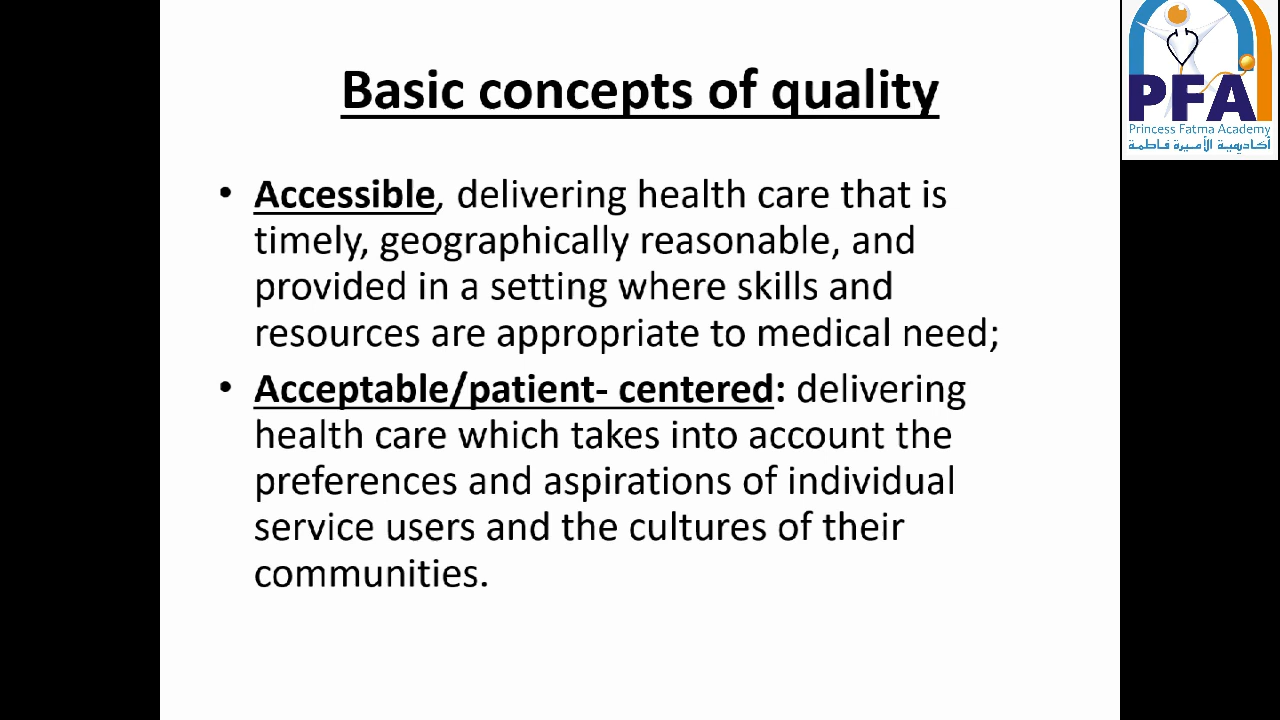 Basic concepts of quality
• Accessible, delivering health care that is
timely, geographically reasonable, and
provided in a setting where skills and
resources are appropriate to medical need;
• Acceptable/patient- centered: delivering
health care which takes into account the
preferences and aspirations of individual
service users and the cultures of their
communities.
PFA
Princess Fatma Academy
أكاديمية الأميرة فاطمة